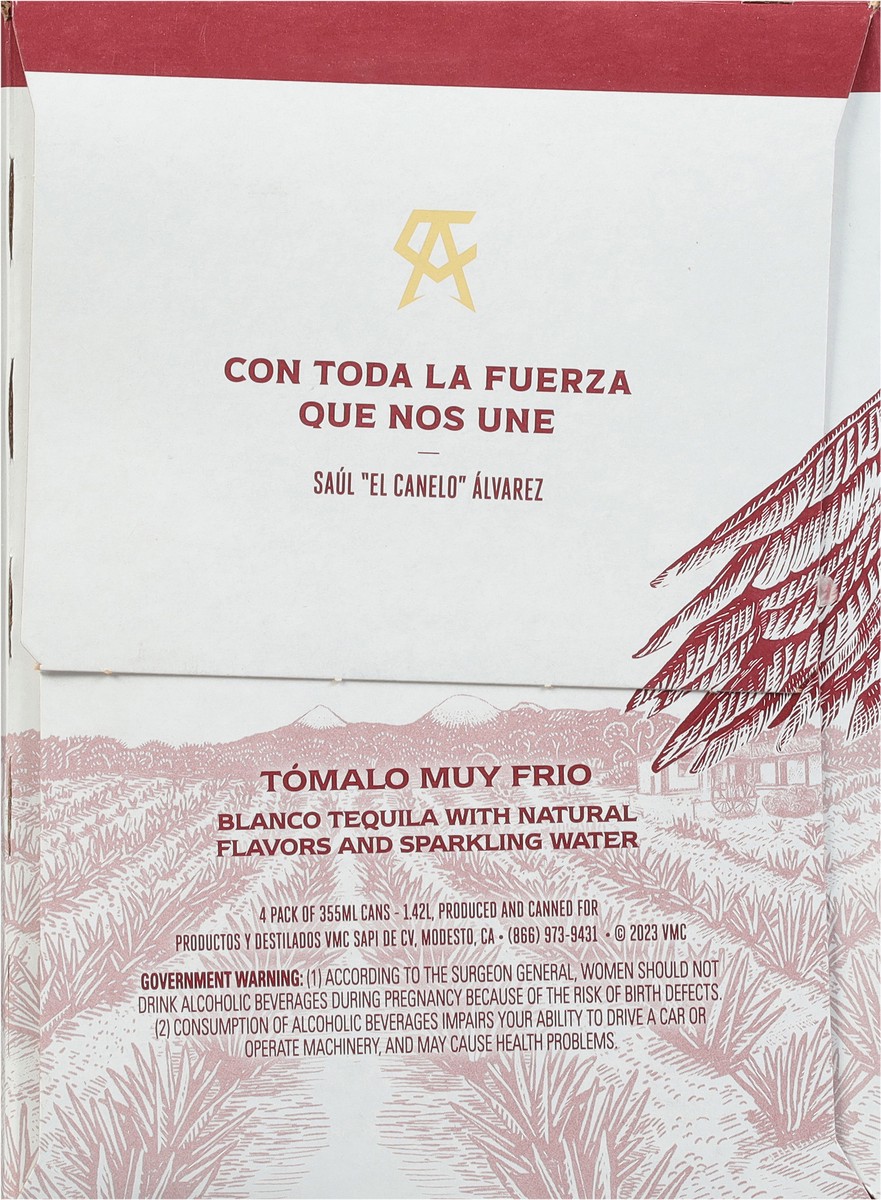 CON TODA LA FUERZA
QUE NOS UNE
SAÚL "EL CANELO" ÁLVAREZ
TÓMALO MUY FRIO
BLANCO TEQUILA WITH NATURAL
FLAVORS AND SPARKLING WATER
4 PACK OF 355ML CANS - 1.42L, PRODUCED AND CANNED FOR
PRODUCTOS Y DESTILADOS VMC SAPI DE CV, MODESTO, CA • (866) 973-9431 • © 2023 VMC
GOVERNMENT WARNING: (1) ACCORDING TO THE SURGEON GENERAL, WOMEN SHOULD NOT
DRINK ALCOHOLIC BEVERAGES DURING PREGNANCY BECAUSE OF THE RISK OF BIRTH DEFECTS.
(2) CONSUMPTION OF ALCOHOLIC BEVERAGES IMPAIRS YOUR ABILITY TO DRIVE A CAR OR
OPERATE MACHINERY, AND MAY CAUSE HEALTH PROBLEMS.